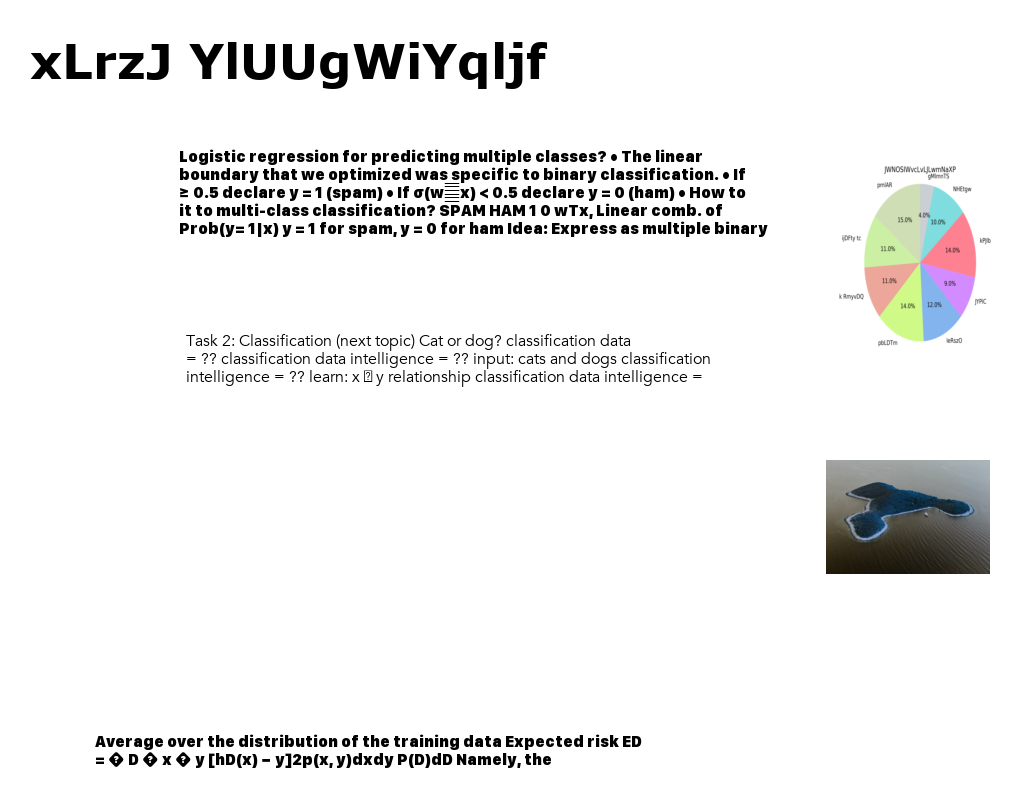 xLrzJ YlUUgWiYqljf
Logistic regression for predicting multiple classes? • The linear
boundary that we optimized was specific to binary classification. • If
≥ 0.5 declare y = 1 (spam) • If σ(w x) < 0.5 declare y = 0 (ham) • How to
it to multi-class classification? SPAM HAM 1 0 wTx, Linear comb. of
Prob(y= 1|x) y = 1 for spam, y = 0 for ham Idea: Express as multiple binary
JWNOSIWvcLvLJLwmNaXP
gMlmnTS
pmlAR
NHEtgw
15.0%
4.0%
10.0%
ijDFty tc
kPJlb
11.0%
14.0%
11.0%
9.0%
k RmyvDQ
JYPiC
14.0%
12.0%
pbLDTm
leRszO
Task 2: Classification (next topic) Cat or dog? classification data
= ?? classification data intelligence = ?? input: cats and dogs classification
intelligence = ?? learn: x y relationship classification data intelligence =
Average over the distribution of the training data Expected risk ED
= � D � x � y [hD(x) − y]2p(x, y)dxdy P(D)dD Namely, the